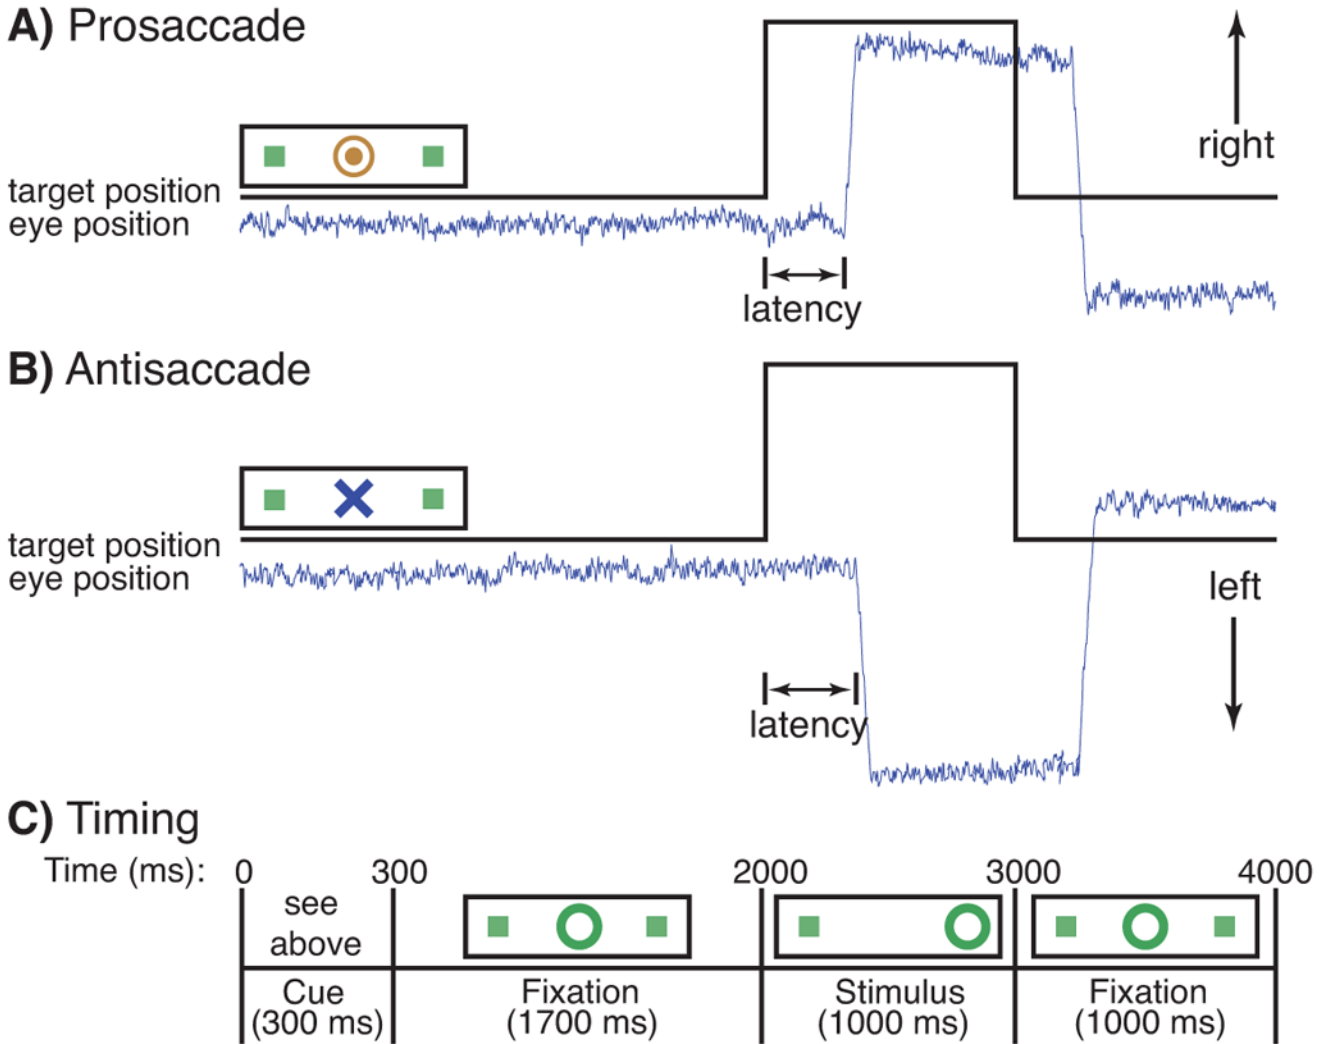 A) Prosaccade
right
target position
eye position
latency
B) Antisaccade
target position
eye position
left
latency
C) Timing
Time (ms): 0 300 2000 3000 4000
see
above
Cue
(300 ms)
Fixation
(1700 ms)
Stimulus
(1000 ms)
Fixation
(1000 ms)